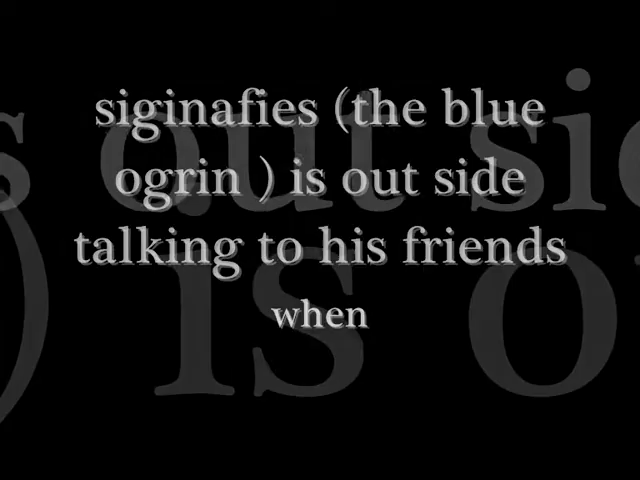 siginafies (the blue
ogrin ) is out side
talking to his friends
when